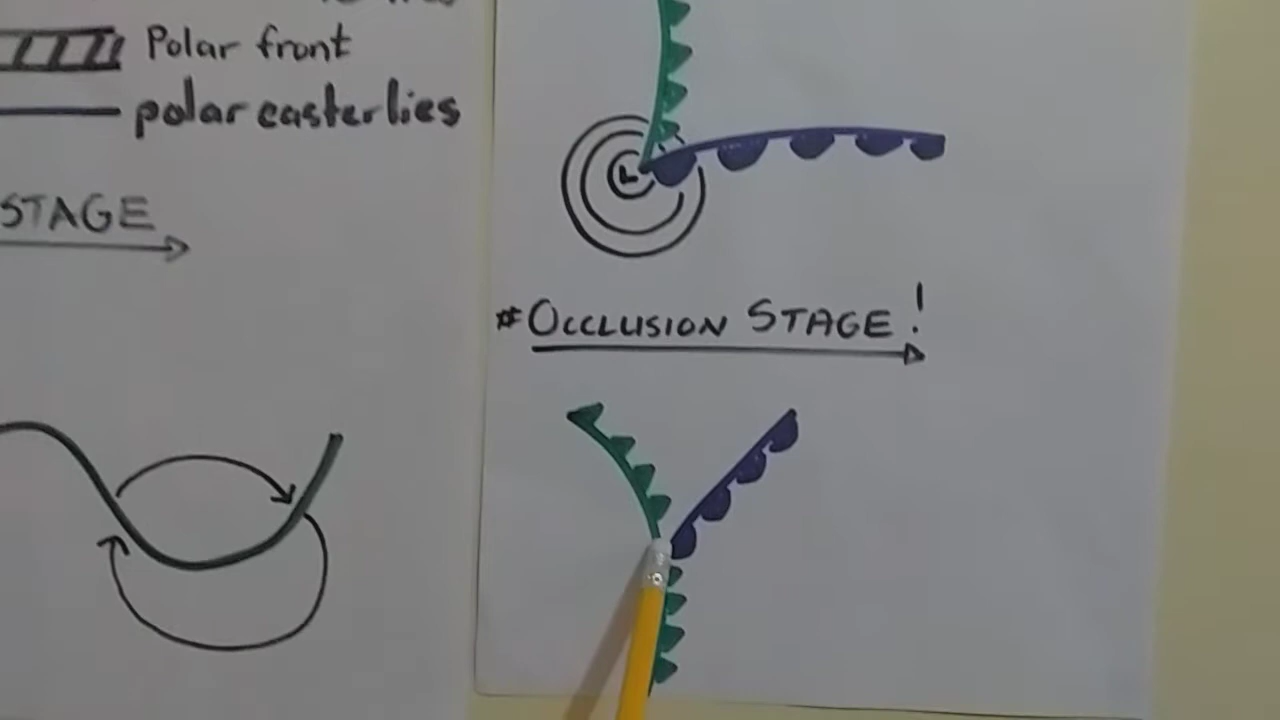 Polar front
polar easterlies
STAGE
L
#OCCLUSION STAGE!